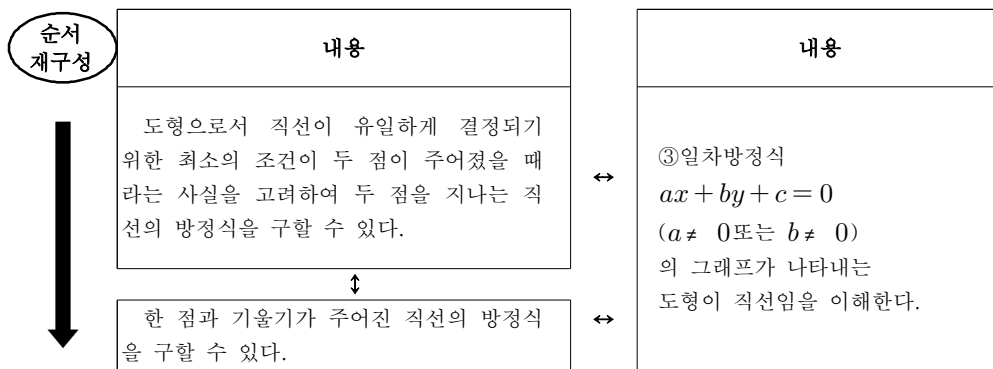 순서
재구성
내용
도형으로서 직선이 유일하게 결정되기
위한 최소의 조건이 두 점이 주어졌을 때
라는 사실을 고려하여 두 점을 지나는 직
선의 방정식을 구할 수 있다.
↕
한 점과 기울기가 주어진 직선의 방정식
을 구할 수 있다.
↔
↔
내용
③일차방정식
ax + by + c = 0
(a ≠ 0또는 b ≠ 0)
의 그래프가 나타내는
도형이 직선임을 이해한다.